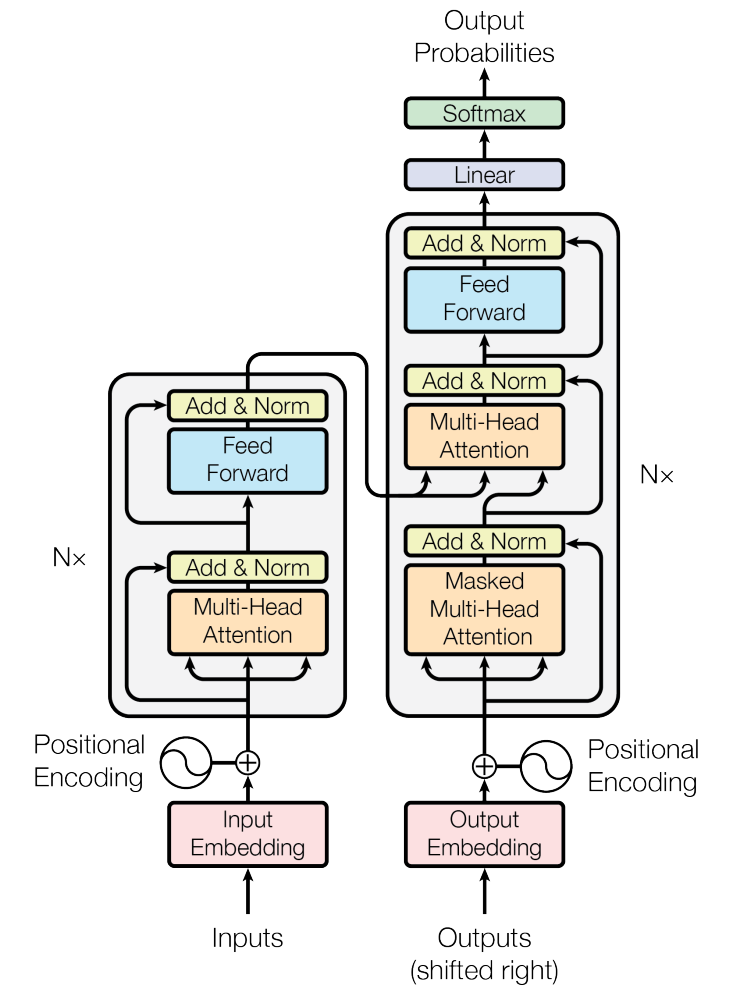 Output
Probabilities
Softmax
Linear
Add & Norm
Feed
Forward
Add & Norm
Multi-Head
Attention
Nx
Add & Norm
Masked
Multi-Head
Attention
Add & Norm
Feed
Forward
Nx
Add & Norm
Multi-Head
Attention
Positional
Encoding
Positional
Encoding
Input
Embedding
Output
Embedding
Inputs
Outputs
(shifted right)